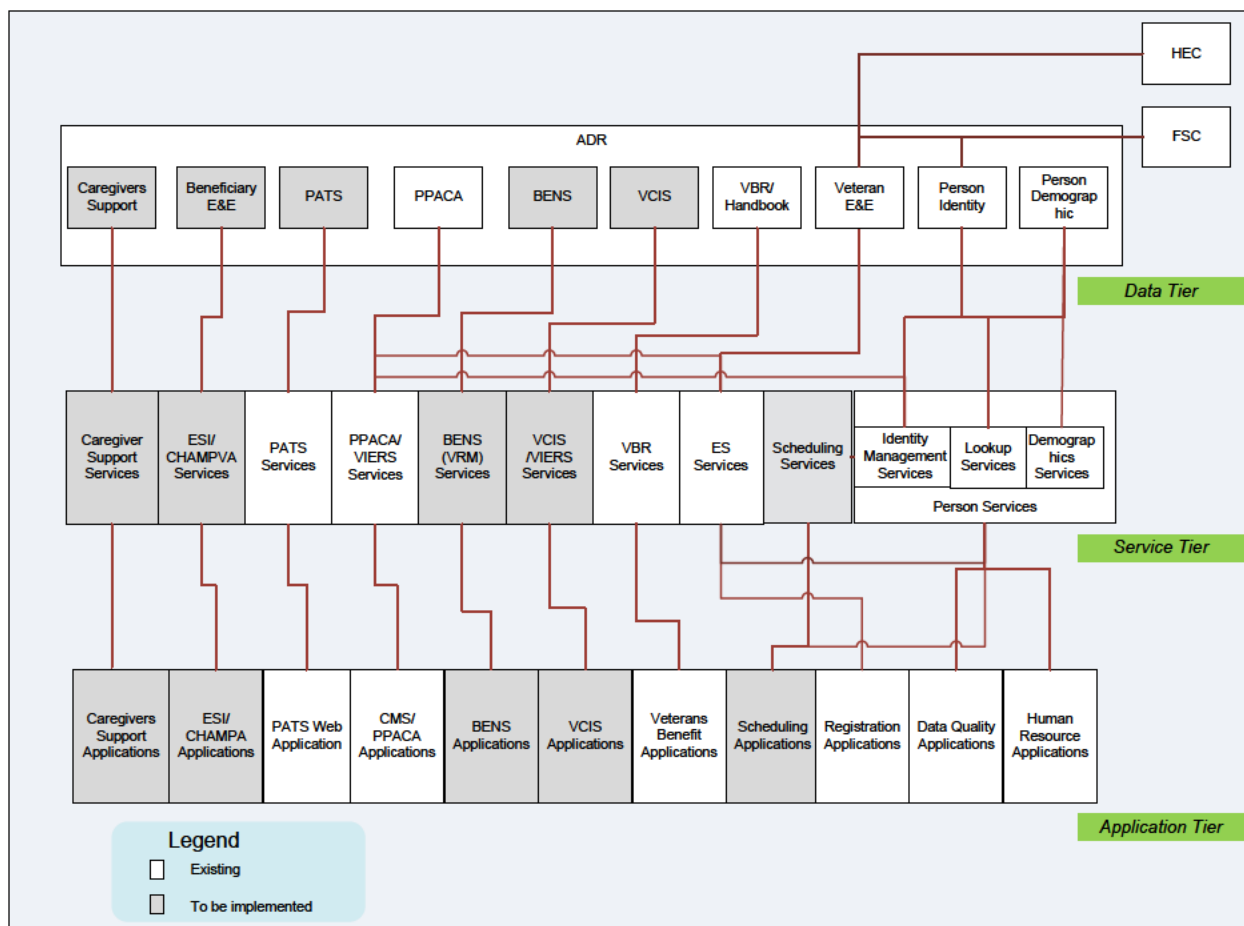 HEC
FSC
ADR
Caregivers
Support
Beneficiary
E&E
PATS
PPACA
BENS
VCIS
VBR/
Handbook
Veteran
E&E
Person
Identity
Person
Demograp
hic
Data Tier
Caregiver
Support
Services
ESI/
CHAMPVA
Services
PATS
Services
PPACA/
VIERS
Services
BENS
(VRM)
Services
VCIS
/VIERS
Services
VBR
Services
ES
Services
Scheduling
Services
Identity
Management
Services
Lookup
Services
Demograp
hics
Services
Person Services
Service Tier
Caregivers
Support
Applications
ESI/
CHAMPA
Applications
PATS Web
Application
CMS/
PPACA
Applications
BENS
Applications
VCIS
Applications
Veterans
Benefit
Applications
Scheduling
Applications
Registration
Applications
Data Quality
Applications
Human
Resource
Applications
Application Tier
Legend
Existing
To be implemented